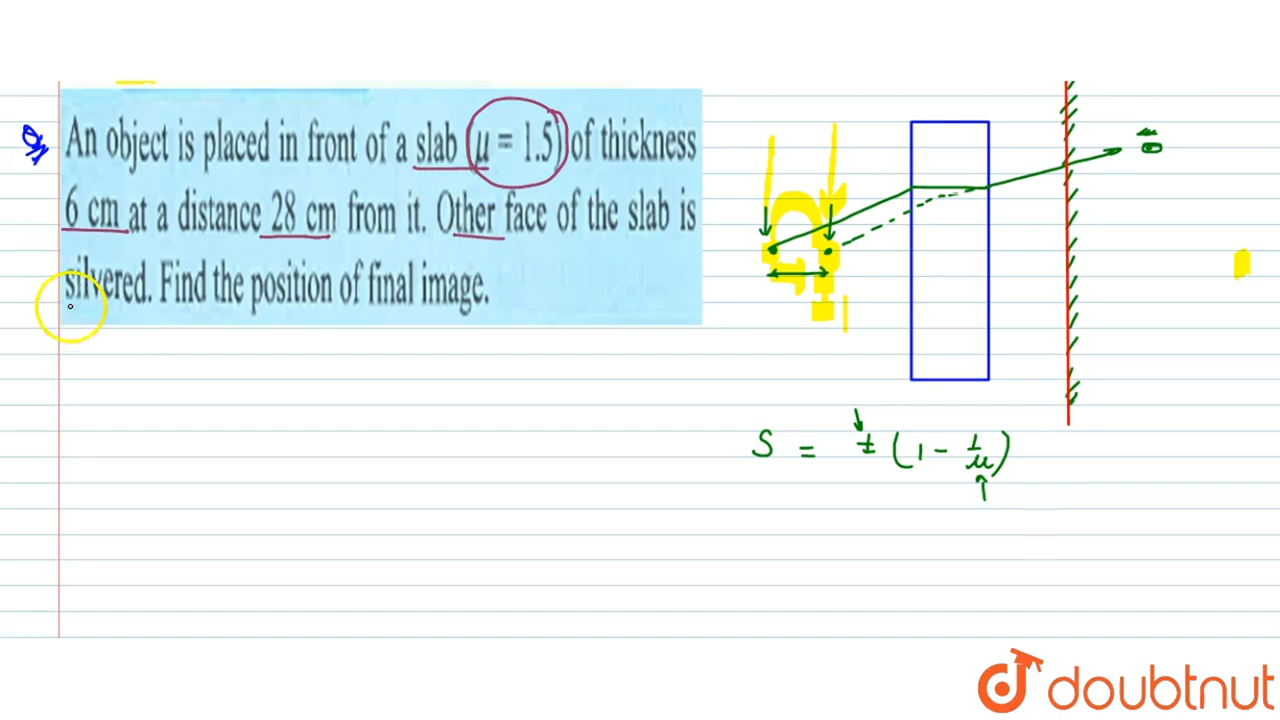 Q
An object is placed in front of a slab (μ = 1.5) of thickness
6 cm at a distance 28 cm from it. Other face of the slab is
silvered. Find the position of final image.
S = t (1 - 1/μ)
doubtnut